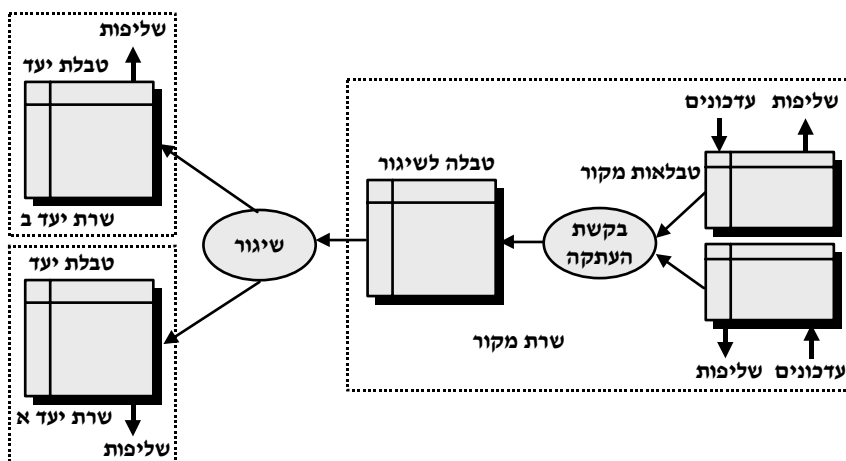 שליפות
טבלת יעד
שרת יעד ב
טבלת יעד
שרת יעד א
שליפות
שיגור
עדכונים
שליפות
טבלאות מקור
טבלה לשיגור
בקשת
העתקה
שרת מקור
שליפות
עדכונים